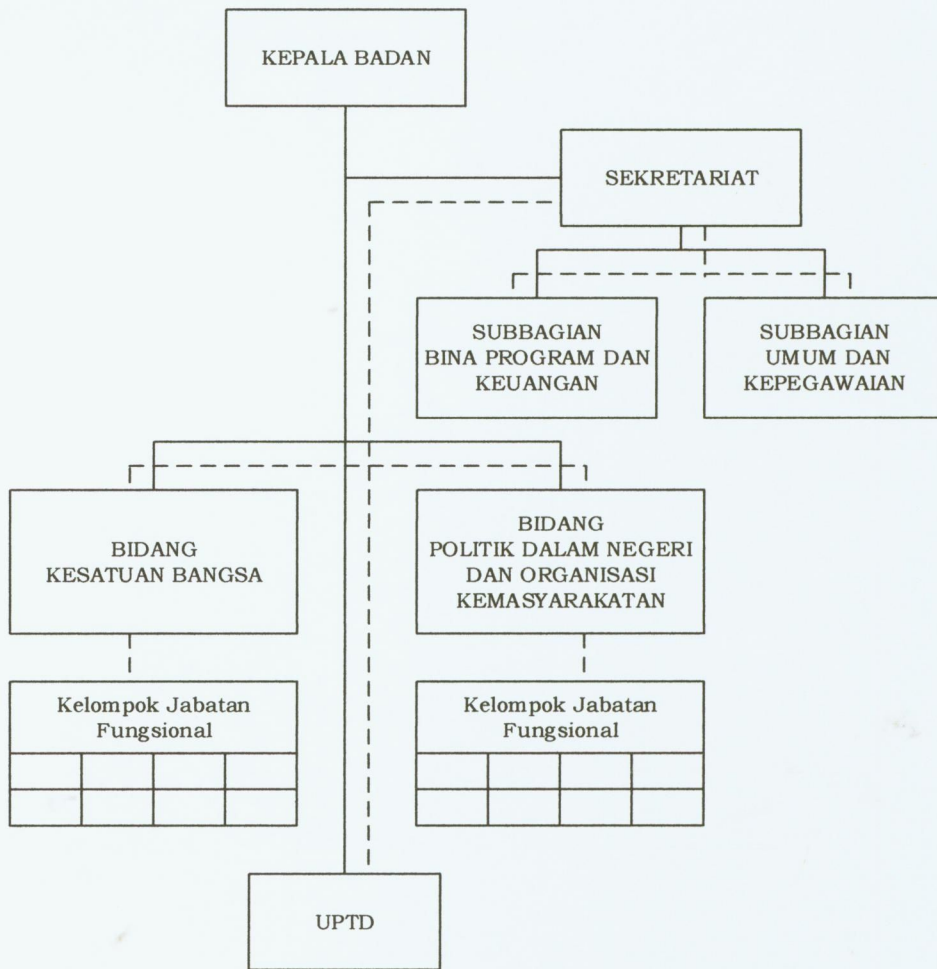 KEPALA BADAN
SEKRETARIAT
SUBBAGIAN
BINA PROGRAM DAN
KEUANGAN
SUBBAGIAN
UMUM DAN
KEPEGAWAIAN
BIDANG
KESATUAN BANGSA
BIDANG
POLITIK DALAM NEGERI
DAN ORGANISASI
KEMASYARAKATAN
Kelompok Jabatan
Fungsional
Kelompok Jabatan
Fungsional
UPTD